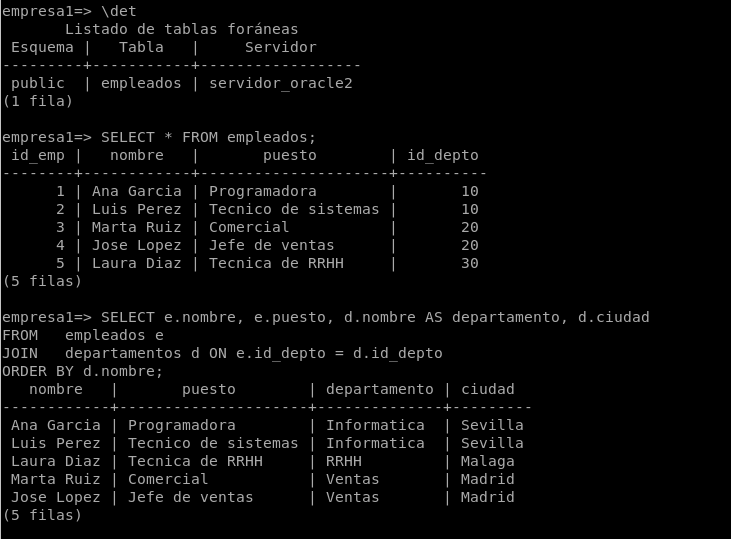 empresa1=> \det
       Listado de tablas foráneas
 Esquema |   Tabla   |     Servidor
---------+-----------+------------------
 public  | empleados | servidor_oracle2
(1 fila)

empresa1=> SELECT * FROM empleados;
 id_emp |   nombre   |       puesto        | id_depto
--------+------------+---------------------+----------
      1 | Ana Garcia | Programadora        |       10
      2 | Luis Perez | Tecnico de sistemas |       10
      3 | Marta Ruiz | Comercial           |       20
      4 | Jose Lopez | Jefe de ventas      |       20
      5 | Laura Diaz | Tecnica de RRHH     |       30
(5 filas)

empresa1=> SELECT e.nombre, e.puesto, d.nombre AS departamento, d.ciudad
FROM   empleados e
JOIN   departamentos d ON e.id_depto = d.id_depto
ORDER BY d.nombre;
   nombre   |       puesto        | departamento | ciudad
------------+---------------------+--------------+---------
 Ana Garcia | Programadora        | Informatica  | Sevilla
 Luis Perez | Tecnico de sistemas | Informatica  | Sevilla
 Laura Diaz | Tecnica de RRHH     | RRHH         | Malaga
 Marta Ruiz | Comercial           | Ventas       | Madrid
 Jose Lopez | Jefe de ventas      | Ventas       | Madrid
(5 filas)